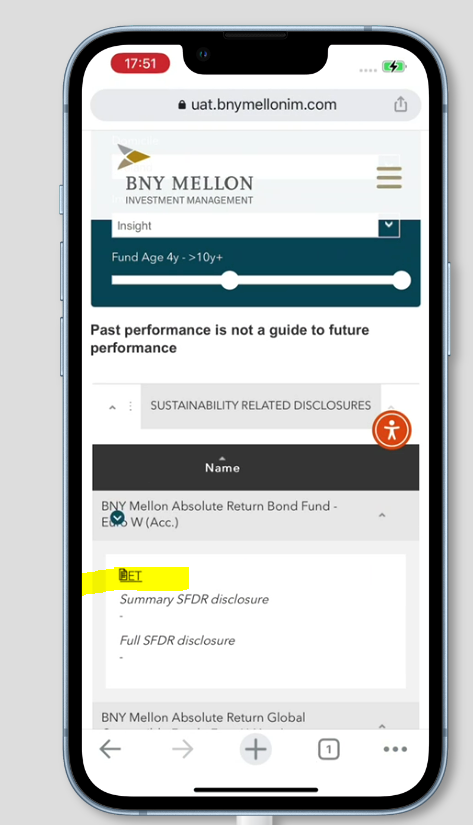 17:51
uat.bnymellonim.com
BNY MELLON
INVESTMENT MANAGEMENT
Insight
Fund Age 4y - >10y+
Past performance is not a guide to future
performance
SUSTAINABILITY RELATED DISCLOSURES
Name
BNY Mellon Absolute Return Bond Fund -
Euro W (Acc.)
ET
Summary SFDR disclosure
-
Full SFDR disclosure
-
BNY Mellon Absolute Return Global
1